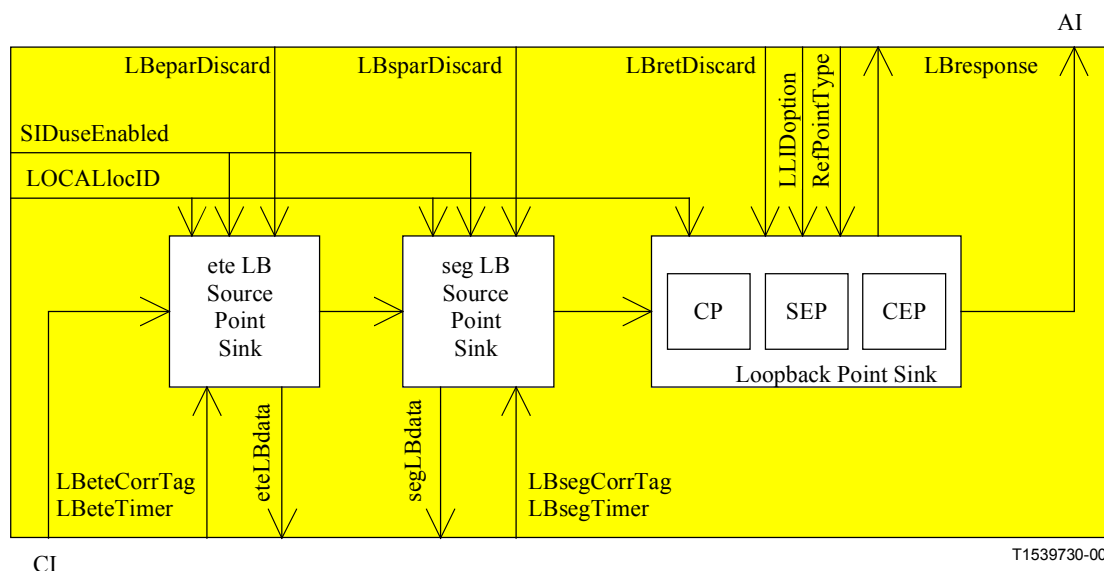 AI
LBeparDiscard
LBsparDiscard
LBretDiscard
LLIDoption
RefPointType
LBresponse
SIDuseEnabled
LOCALlocID
ete LB
Source
Point
Sink
seg LB
Source
Point
Sink
CP
SEP
CEP
Loopback Point Sink
LBeteCorrTag
LBeteTimer
eteLBdata
segLBdata
LBsegCorrTag
LBsegTimer
CI
T1539730-00